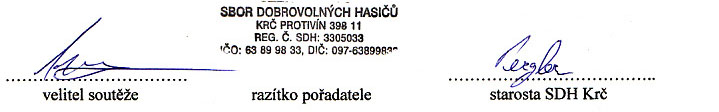 SBOR DOBROVOLNÝCH HASIČŮ
KRČ PROTIVÍN 398 11
REG. Č. SDH: 3305033
IČO: 63 89 98 33, DIČ: 097-63899833
velitel soutěže razítko pořadatele starosta SDH Krč